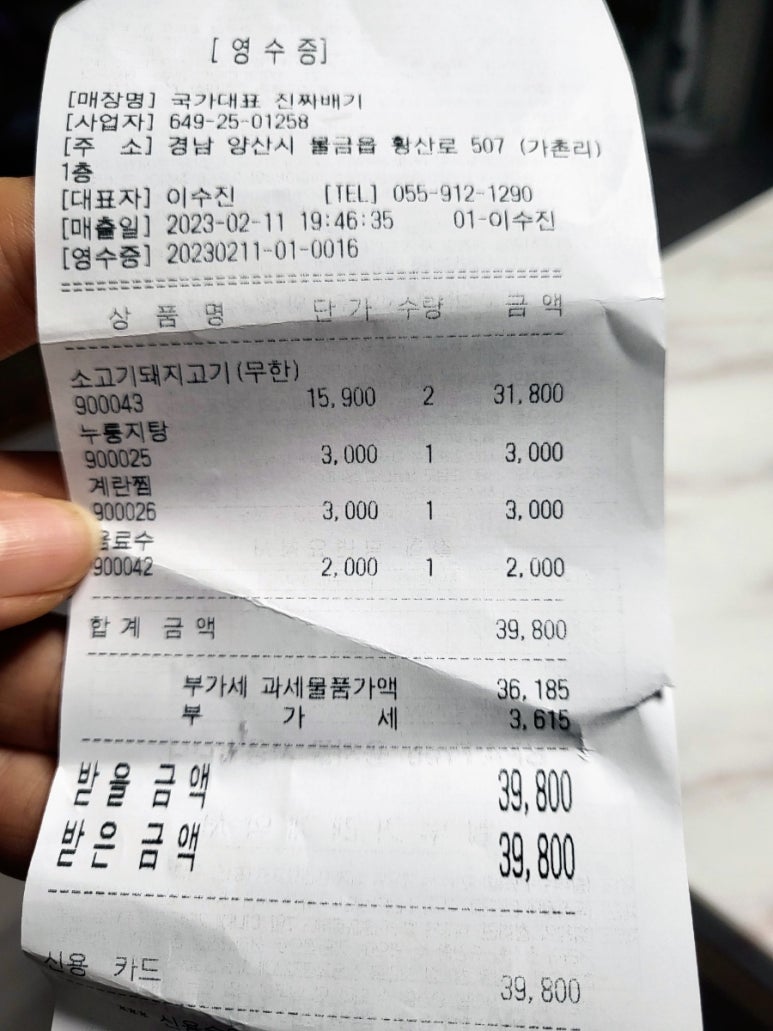 [영 수 증]
[매장명] 국가대표 진짜배기
[사업자] 649-25-01258
[주 소] 경남 양산시 물금읍 황산로 507 (가촌리)
1층
[대표자] 이수진 [TEL] 055-912-1290
[매출일] 2023-02-11 19:46:35 01-이수진
[영수증] 20230211-01-0016
상 품 명 단 가 수량 금 액
소고기돼지고기(무한)
900043 15,900 2 31,800
누룽지탕
900025 3,000 1 3,000
계란찜
900026 3,000 1 3,000
음료수
900042 2,000 1 2,000
합 계 금 액 39,800
부가세 과세물품가액 36,185
부 가 세 3,615
받을 금액 39,800
받은 금액 39,800
신용 카드 39,800